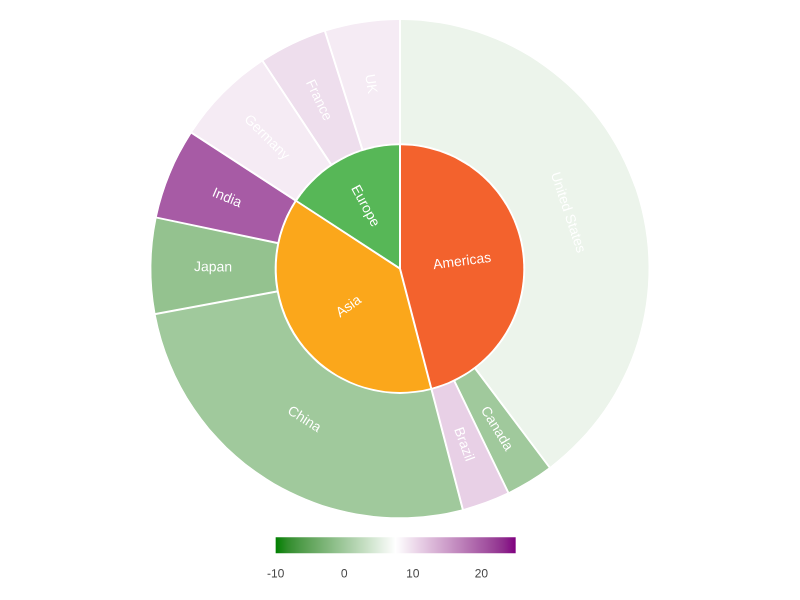 UK
France
Germany
United States
India
Europe
Americas
Japan
Asia
China
Canada
Brazil
-10
0
10
20